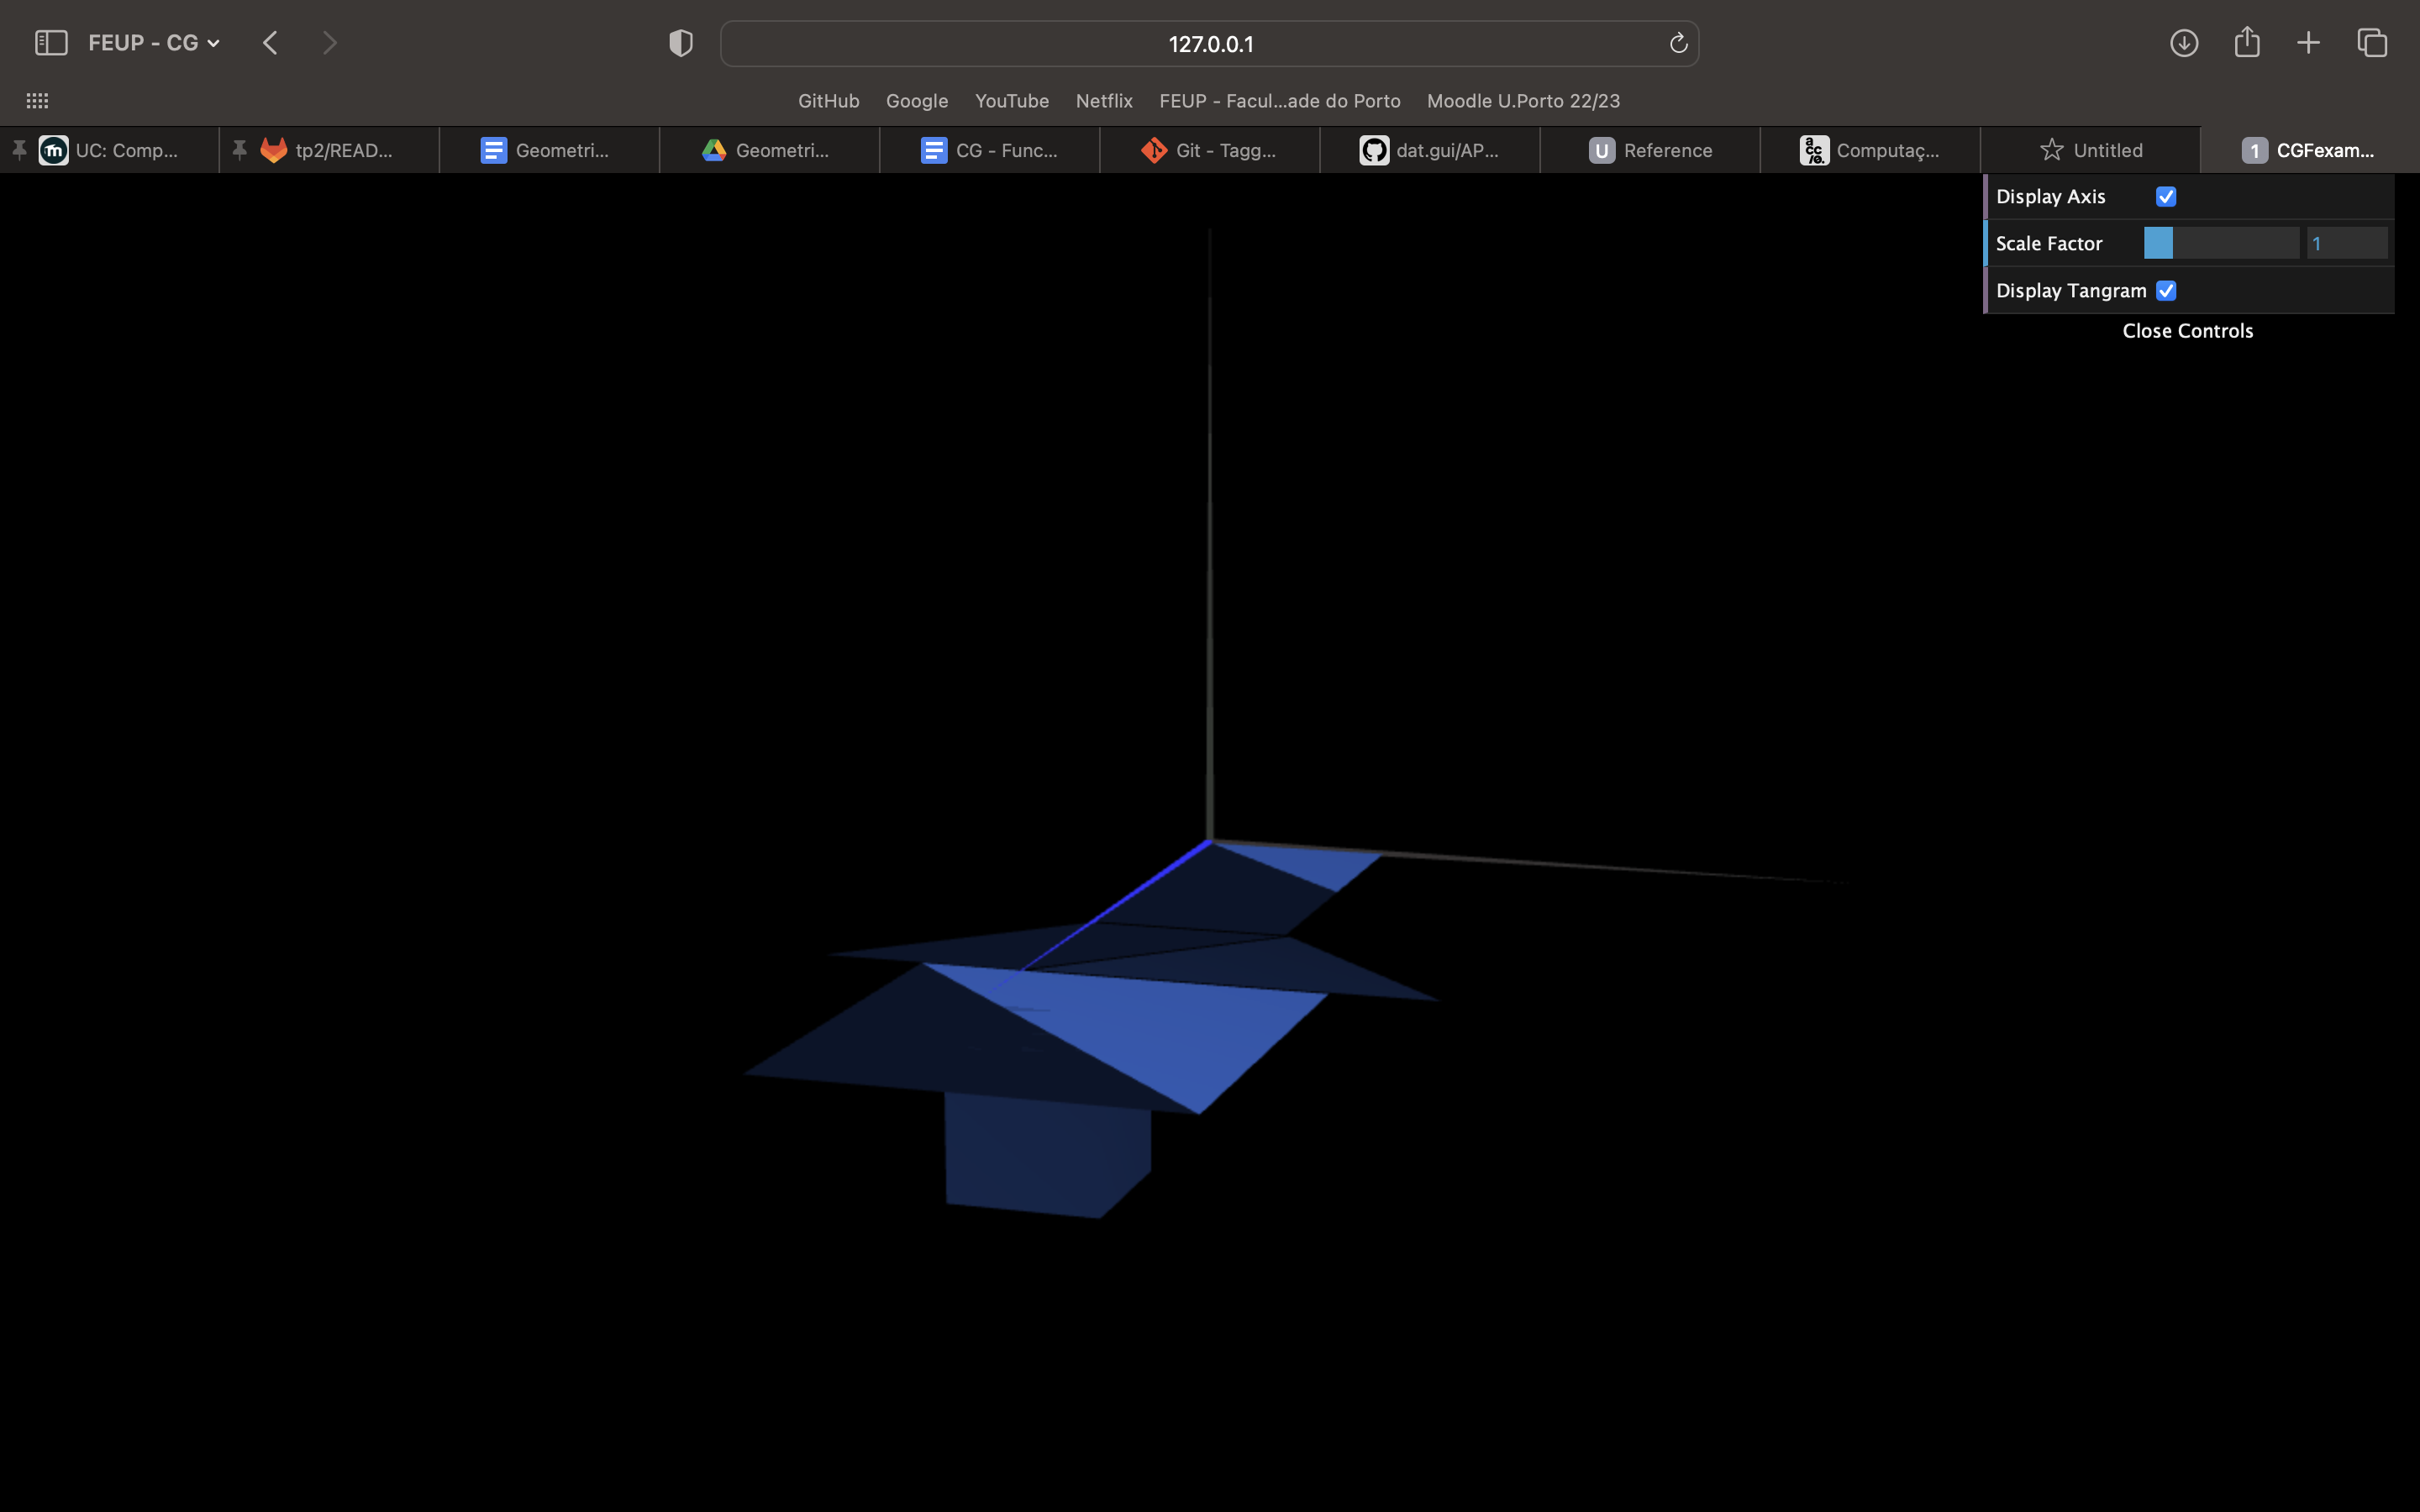 FEUP - CG
127.0.0.1
GitHub Google YouTube Netflix FEUP - Facul...ade do Porto Moodle U.Porto 22/23
m UC: Comp... tp2/READ... Geometri... Geometri... CG - Func... Git - Tagg... dat.gui/AP... U Reference acc/o. Computaç... Untitled 1 CGFexam...
Display Axis
Scale Factor 1
Display Tangram
Close Controls